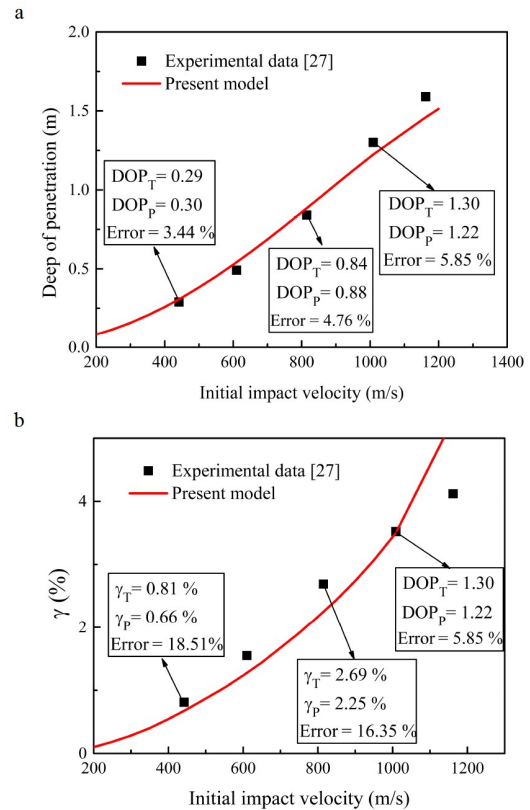 a
2.0
1.5
1.0
0.5
0.0
Deep of penetration (m)
Experimental data [27]
Present model
DOP_T = 0.29
DOP_P = 0.30
Error = 3.44 %
DOP_T = 0.84
DOP_P = 0.88
Error = 4.76 %
DOP_T = 1.30
DOP_P = 1.22
Error = 5.85 %
200 400 600 800 1000 1200 1400
Initial impact velocity (m/s)
b
4
2
0
γ (%)
Experimental data [27]
Present model
γ_T = 0.81 %
γ_P = 0.66 %
Error = 18.51%
γ_T = 2.69 %
γ_P = 2.25 %
Error = 16.35 %
DOP_T = 1.30
DOP_P = 1.22
Error = 5.85 %
200 400 600 800 1000 1200
Initial impact velocity (m/s)